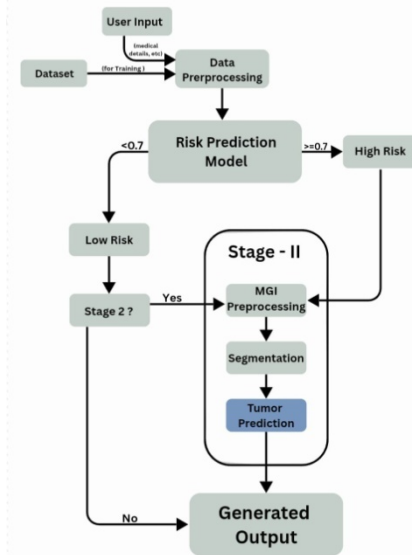 User Input
(medical
details, etc)
Dataset
(for Training )
Data
Prerprocessing
Risk Prediction
Model
<0.7
>=0.7
High Risk
Low Risk
Stage - II
Stage 2 ?
Yes
MGI
Preprocessing
Segmentation
Tumor
Prediction
No
Generated
Output